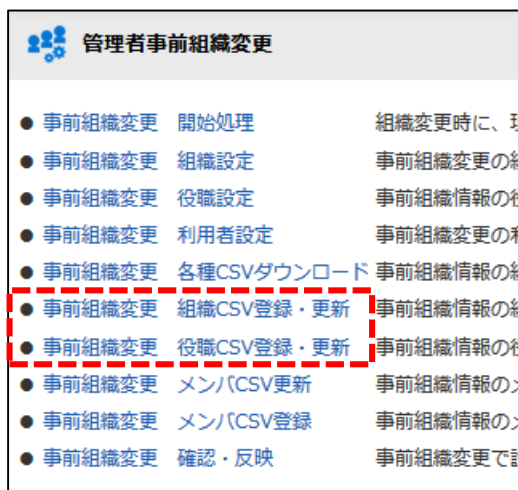 管理者事前組織変更
● 事前組織変更 開始処理 組織変更時に、
● 事前組織変更 組織設定 事前組織変更の
● 事前組織変更 役職設定 事前組織情報の
● 事前組織変更 利用者設定 事前組織変更の
● 事前組織変更 各種CSVダウンロード 事前組織情報の
● 事前組織変更 組織CSV登録・更新 事前組織情報の
● 事前組織変更 役職CSV登録・更新 事前組織情報の
● 事前組織変更 メンバCSV更新 事前組織情報の
● 事前組織変更 メンバCSV登録 事前組織情報の
● 事前組織変更 確認・反映 事前組織変更で